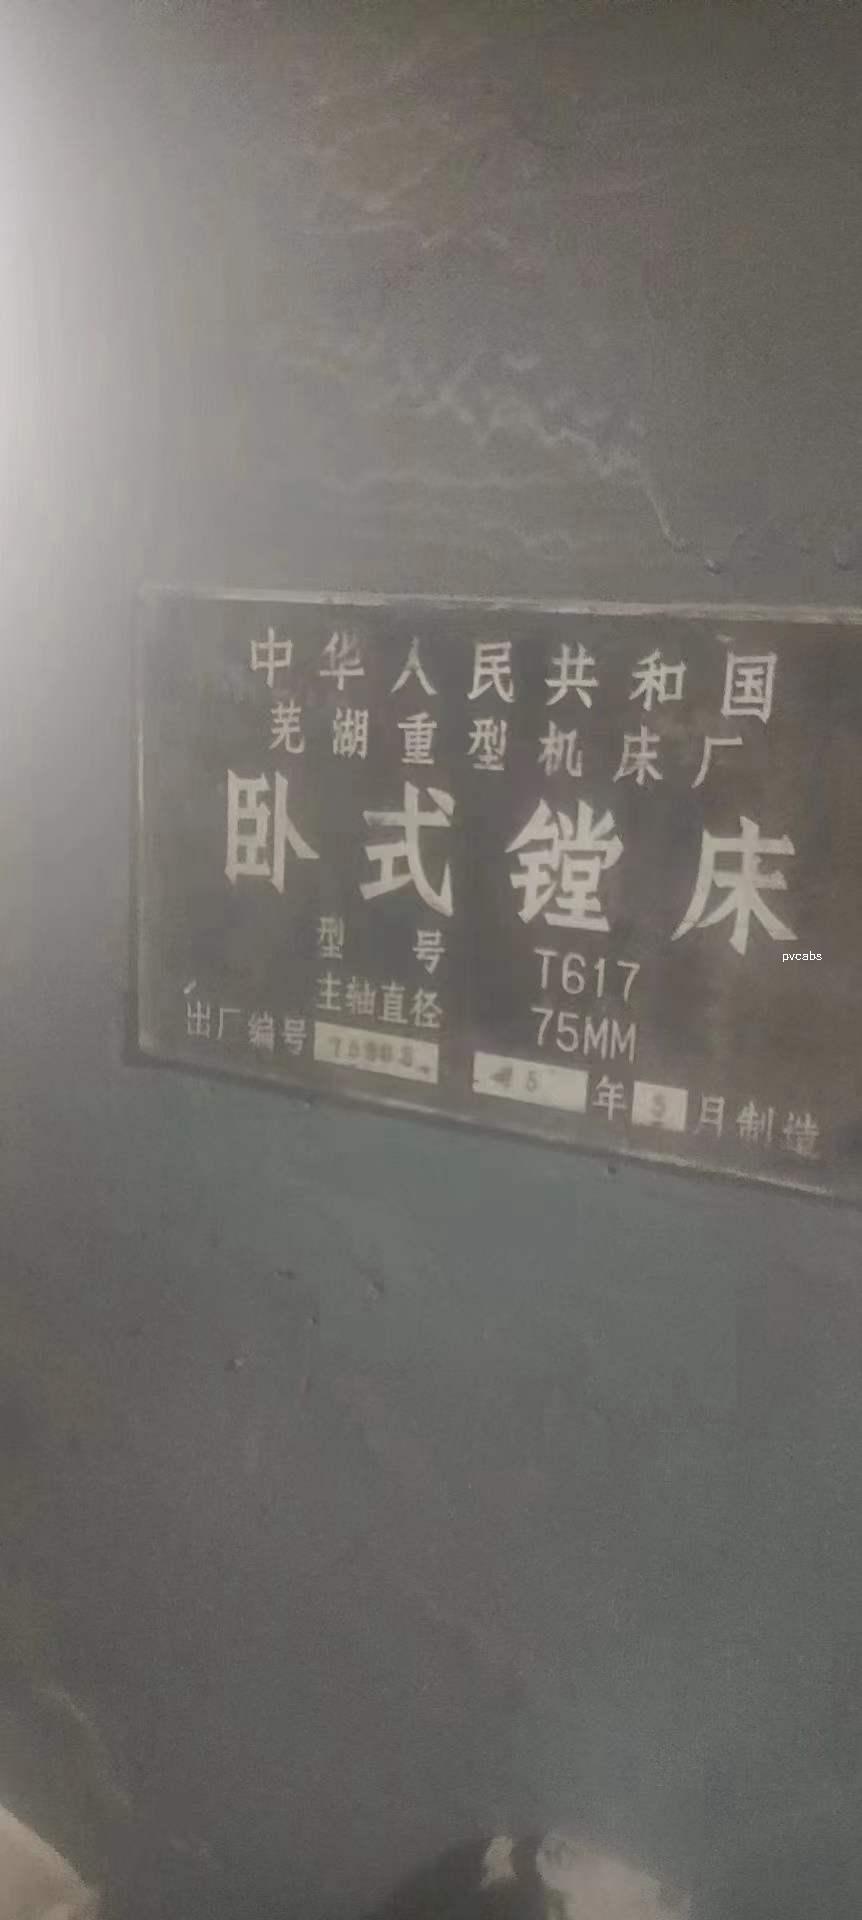 中华人民共和国
芜湖重型机床厂
卧式镗床
型号 T617
主轴直径 75MM
出厂编号
年 5 月制造
pvcabs